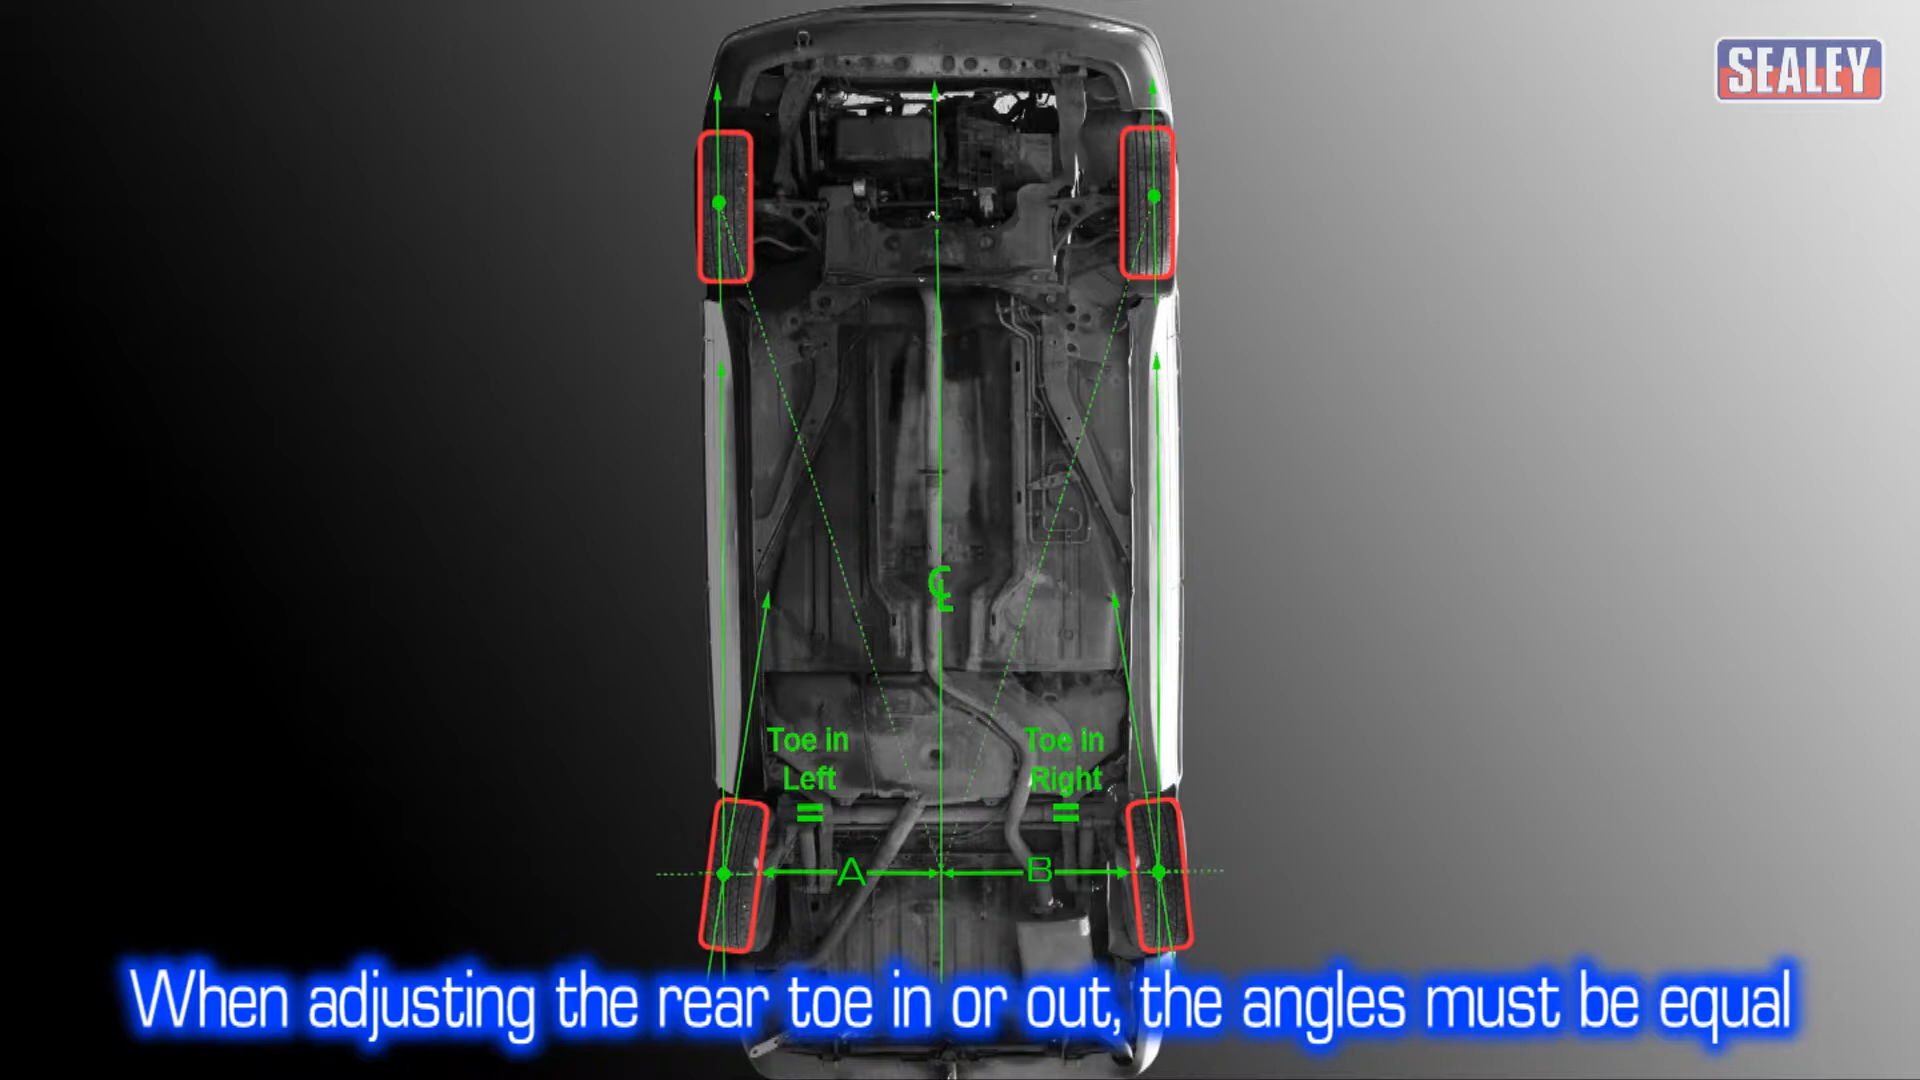 SEALEY
℄
Toe in
Left
=
Toe in
Right
=
A
B
When adjusting the rear toe in or out, the angles must be equal